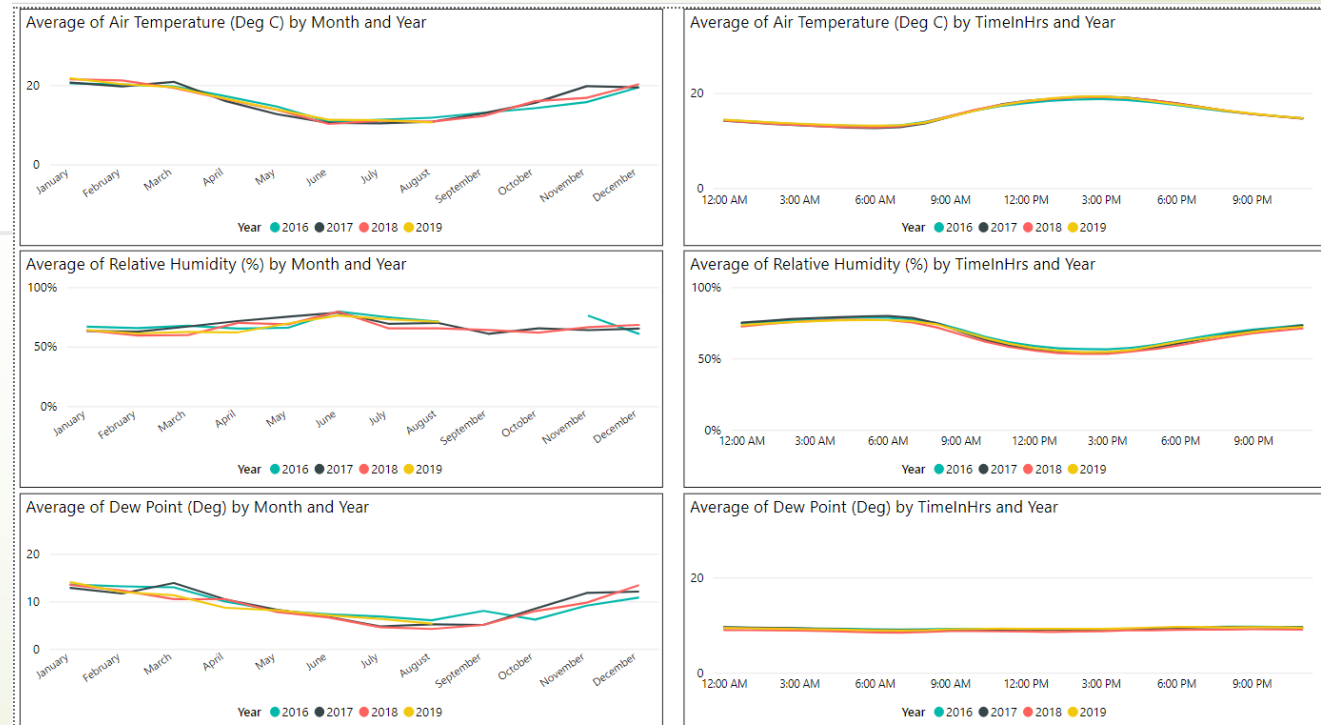 Average of Air Temperature (Deg C) by Month and Year
20
0
January February March April May June July August September October November December
Year 2016 2017 2018 2019
Average of Air Temperature (Deg C) by TimeInHrs and Year
20
0
12:00 AM 3:00 AM 6:00 AM 9:00 AM 12:00 PM 3:00 PM 6:00 PM 9:00 PM
Year 2016 2017 2018 2019
Average of Relative Humidity (%) by Month and Year
100%
50%
0%
January February March April May June July August September October November December
Year 2016 2017 2018 2019
Average of Relative Humidity (%) by TimeInHrs and Year
100%
50%
0%
12:00 AM 3:00 AM 6:00 AM 9:00 AM 12:00 PM 3:00 PM 6:00 PM 9:00 PM
Year 2016 2017 2018 2019
Average of Dew Point (Deg) by Month and Year
20
10
0
January February March April May June July August September October November December
Year 2016 2017 2018 2019
Average of Dew Point (Deg) by TimeInHrs and Year
20
0
12:00 AM 3:00 AM 6:00 AM 9:00 AM 12:00 PM 3:00 PM 6:00 PM 9:00 PM
Year 2016 2017 2018 2019